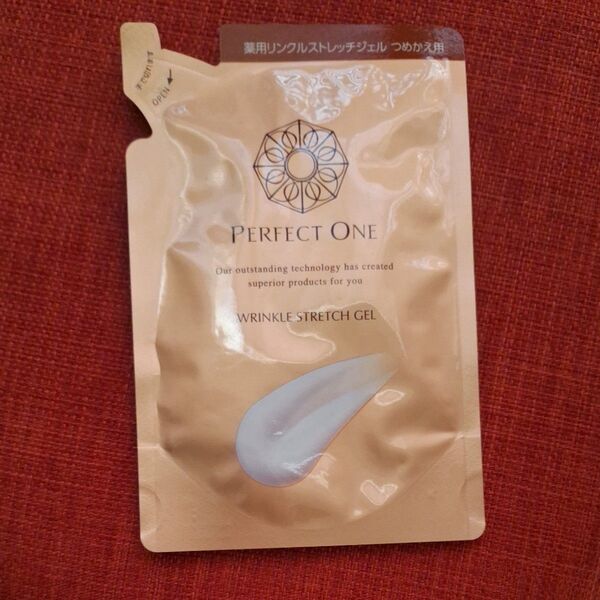 薬用リンクルストレッチジェル つめかえ用
OPEN
PERFECT ONE
Our outstanding technology has created
superior products for you
WRINKLE STRETCH GEL